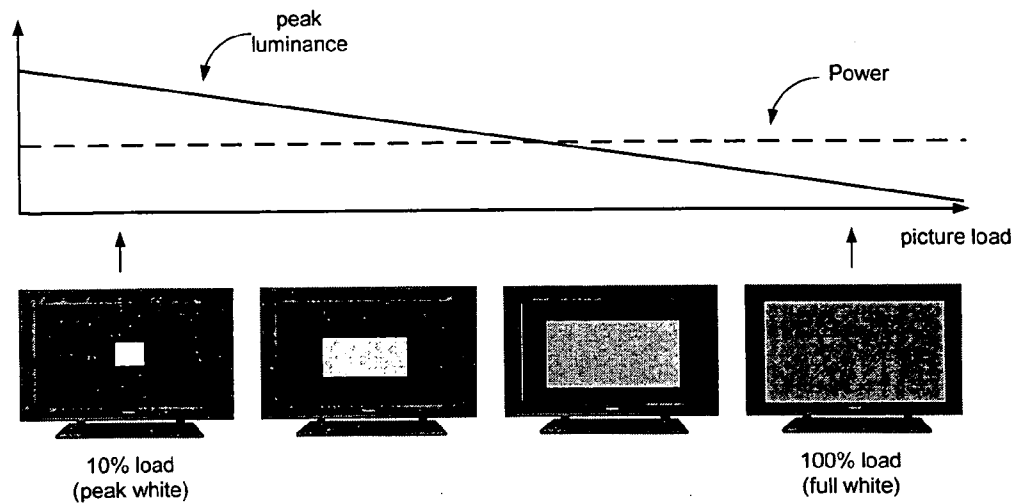 peak
luminance
Power
picture load
10% load
(peak white)
100% load
(full white)